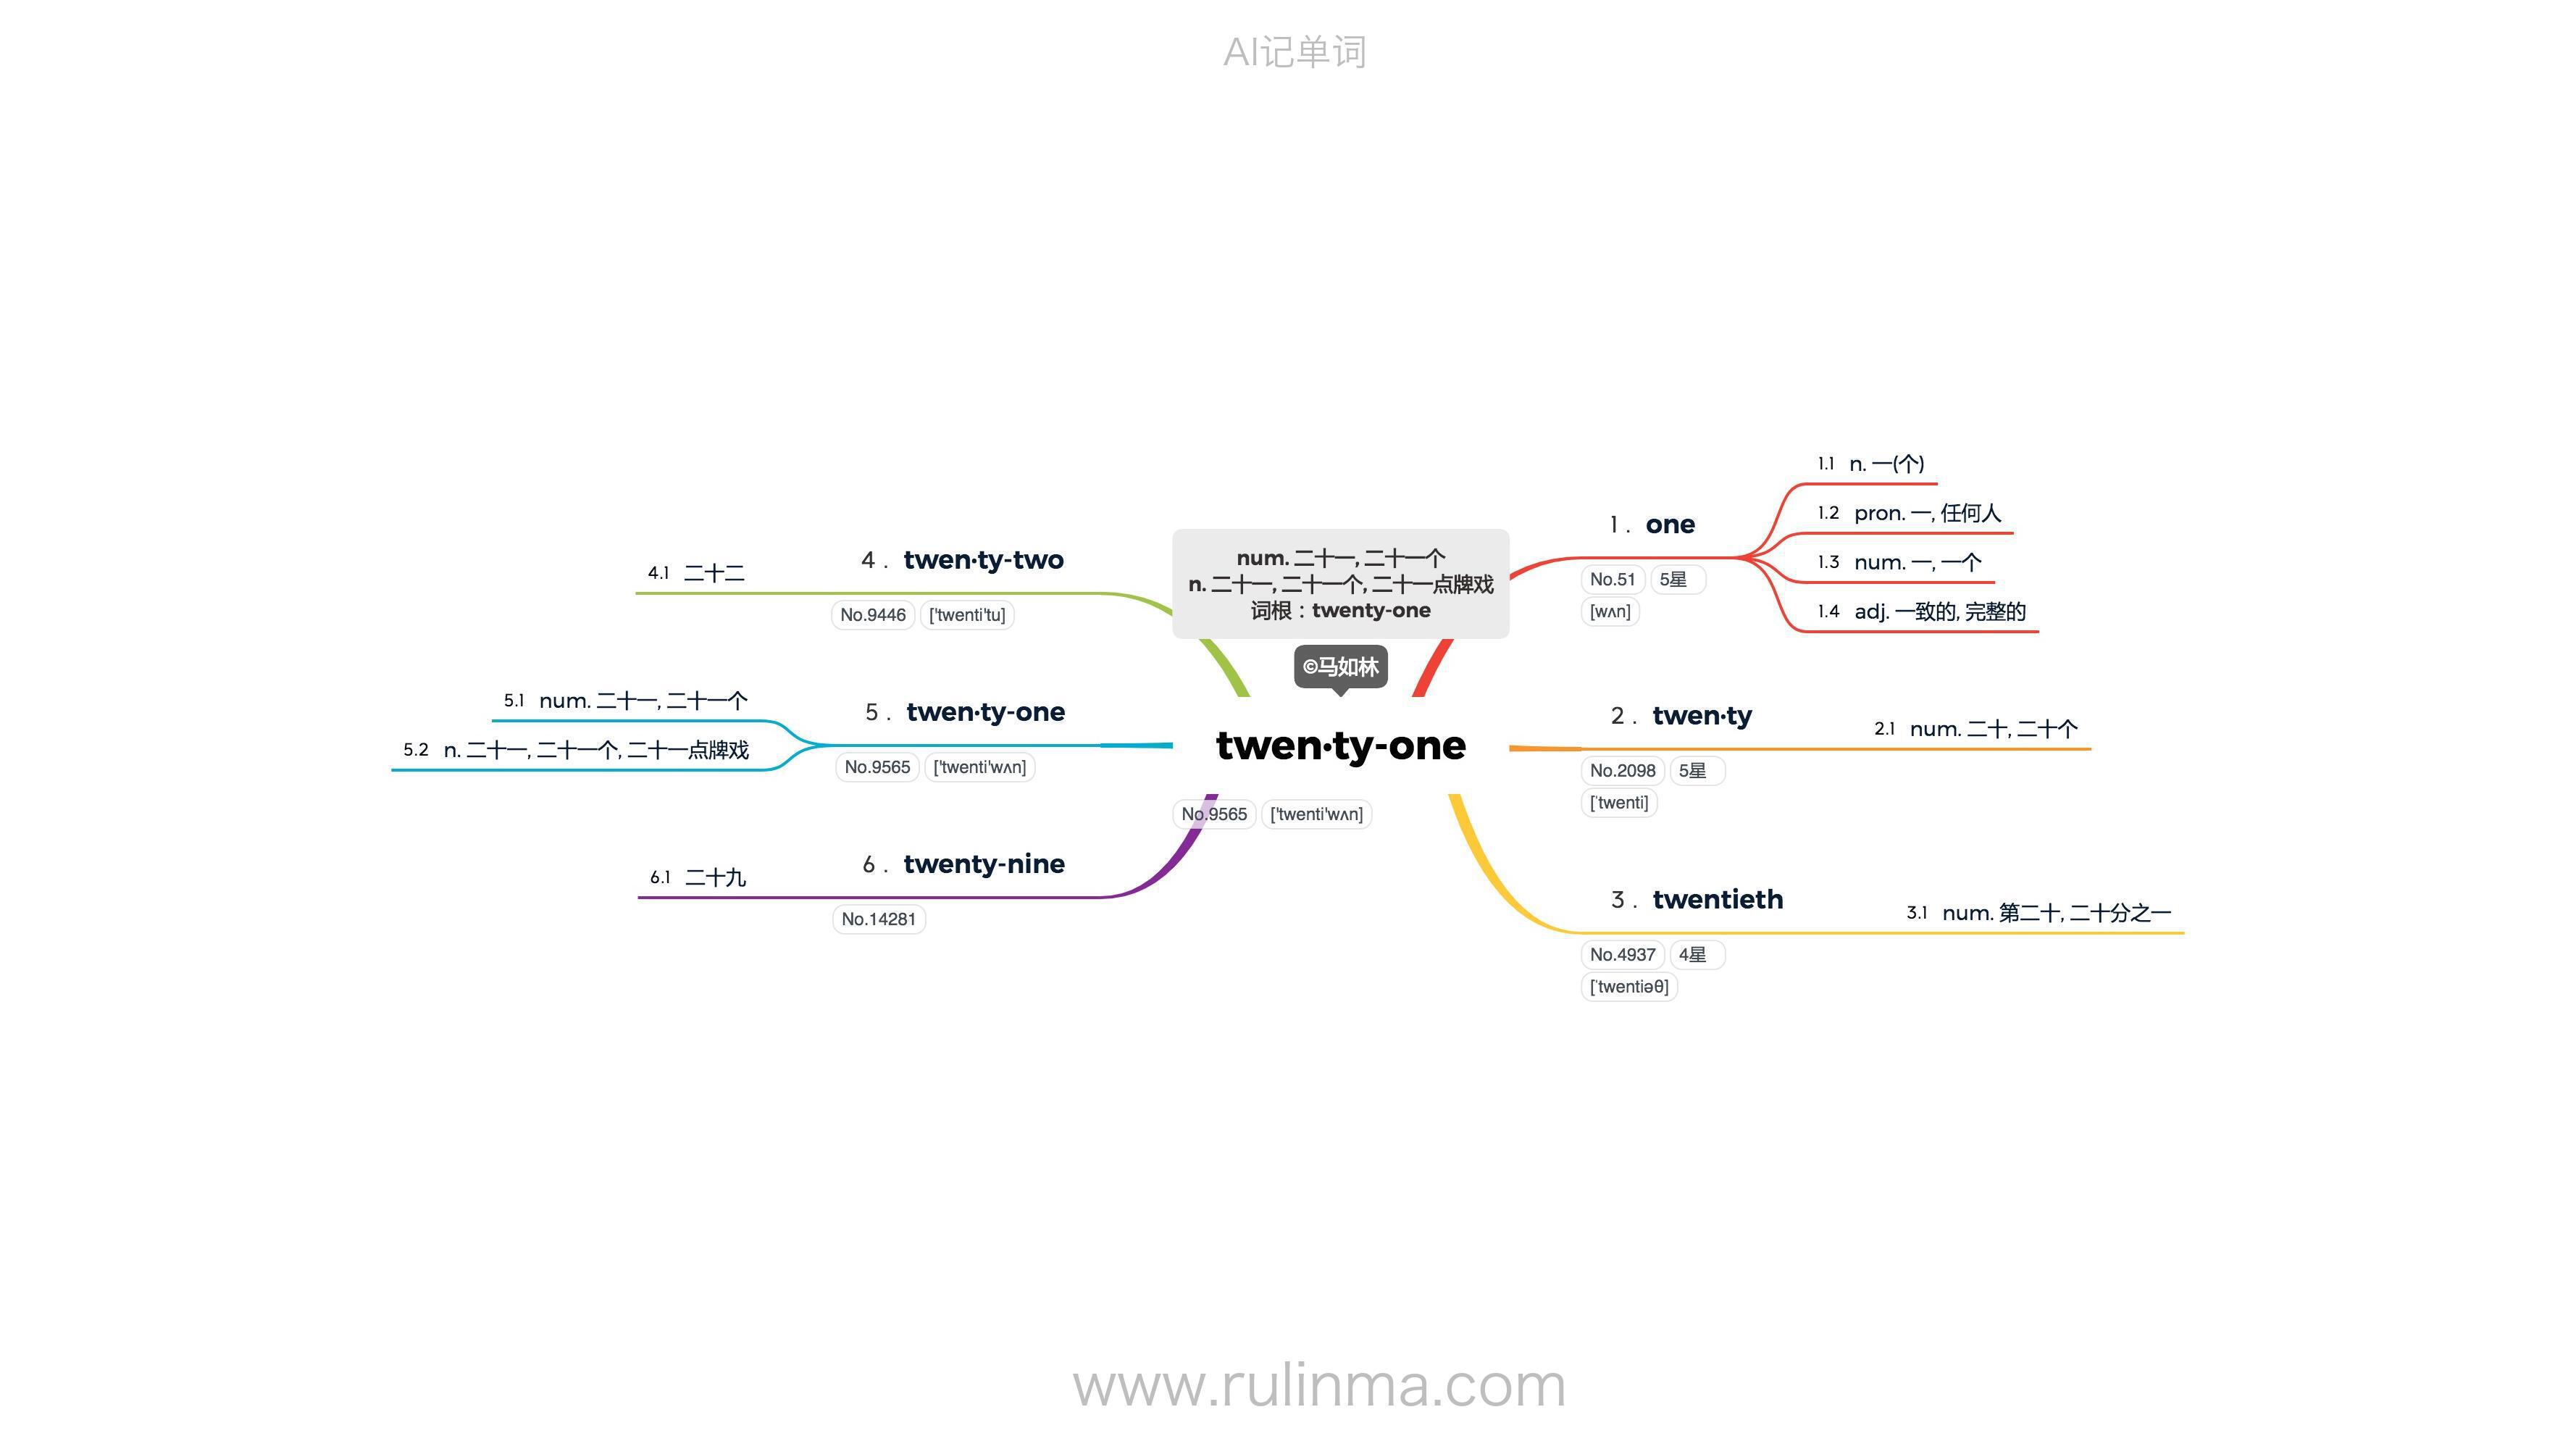 AI记单词
num. 二十一, 二十一个
n. 二十一, 二十一个, 二十一点牌戏
词根：twenty-one
©马如林
twen·ty-one
No.9565 ['twenti'wʌn]
1. one
No.51 5星
[wʌn]
1.1 n. 一(个)
1.2 pron. 一, 任何人
1.3 num. 一, 一个
1.4 adj. 一致的, 完整的
2. twen·ty
No.2098 5星
['twenti]
2.1 num. 二十, 二十个
3. twentieth
No.4937 4星
['twentiəθ]
3.1 num. 第二十, 二十分之一
4. twen·ty-two
No.9446 ['twenti'tu]
4.1 二十二
5. twen·ty-one
No.9565 ['twenti'wʌn]
5.1 num. 二十一, 二十一个
5.2 n. 二十一, 二十一个, 二十一点牌戏
6. twenty-nine
No.14281
6.1 二十九
www.rulinma.com